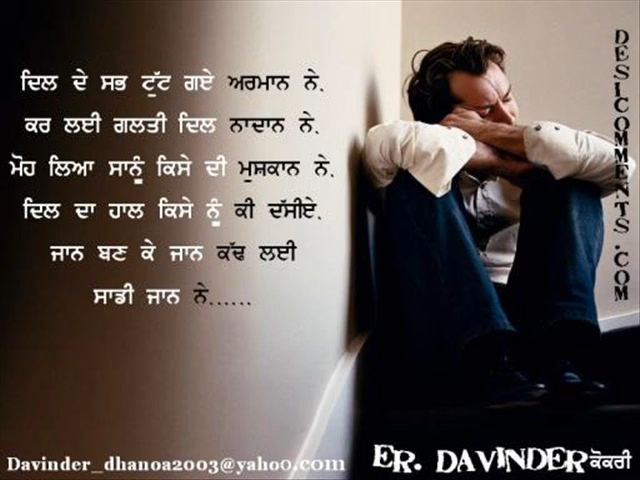 ਦਿਲ ਦੇ ਸਭ ਟੁੱਟ ਗਏ ਅਰਮਾਨ ਨੇ.
ਕਰ ਲਈ ਗਲਤੀ ਦਿਲ ਨਾਦਾਨ ਨੇ.
ਮੋਹ ਲਿਆ ਸਾਨੂੰ ਕਿਸੇ ਦੀ ਮੁਸ਼ਕਾਨ ਨੇ.
ਦਿਲ ਦਾ ਹਾਲ ਕਿਸੇ ਨੂੰ ਕੀ ਦੱਸੀਏ.
ਜਾਨ ਬਣ ਕੇ ਜਾਨ ਕੱਢ ਲਈ
ਸਾਡੀ ਜਾਨ ਨੇ......
DESICOMMENTS.COM
Davinder_dhanoa2003@yahoo.com
ER. DAVINDER ਕੋਕਰੀ